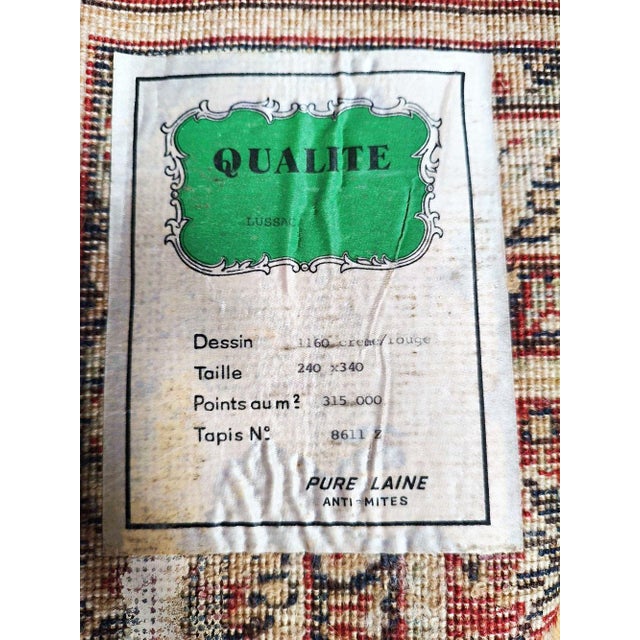 QUALITE
LUSSAC
Dessin 1160 creme/rouge
Taille 240 x340
Points au m² 315 000
Tapis Nº 8611 Z
PURE LAINE
ANTI-MITES